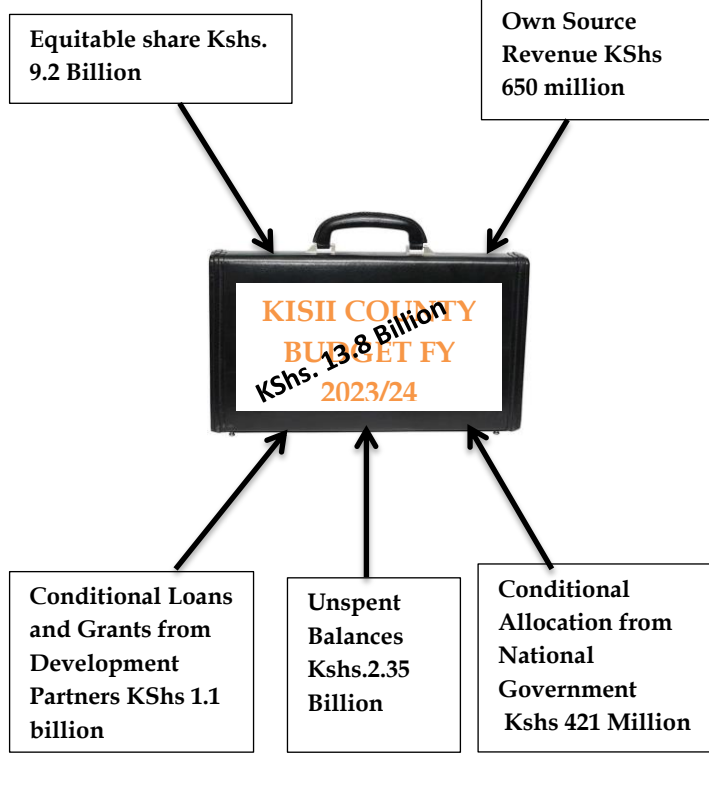 Equitable share Kshs.
9.2 Billion
Own Source
Revenue KShs
650 million
KISII COUNTY
BUDGET FY
2023/24
KShs. 13.8 Billion
Conditional Loans
and Grants from
Development
Partners KShs 1.1
billion
Unspent
Balances
Kshs.2.35
Billion
Conditional
Allocation from
National
Government
Kshs 421 Million